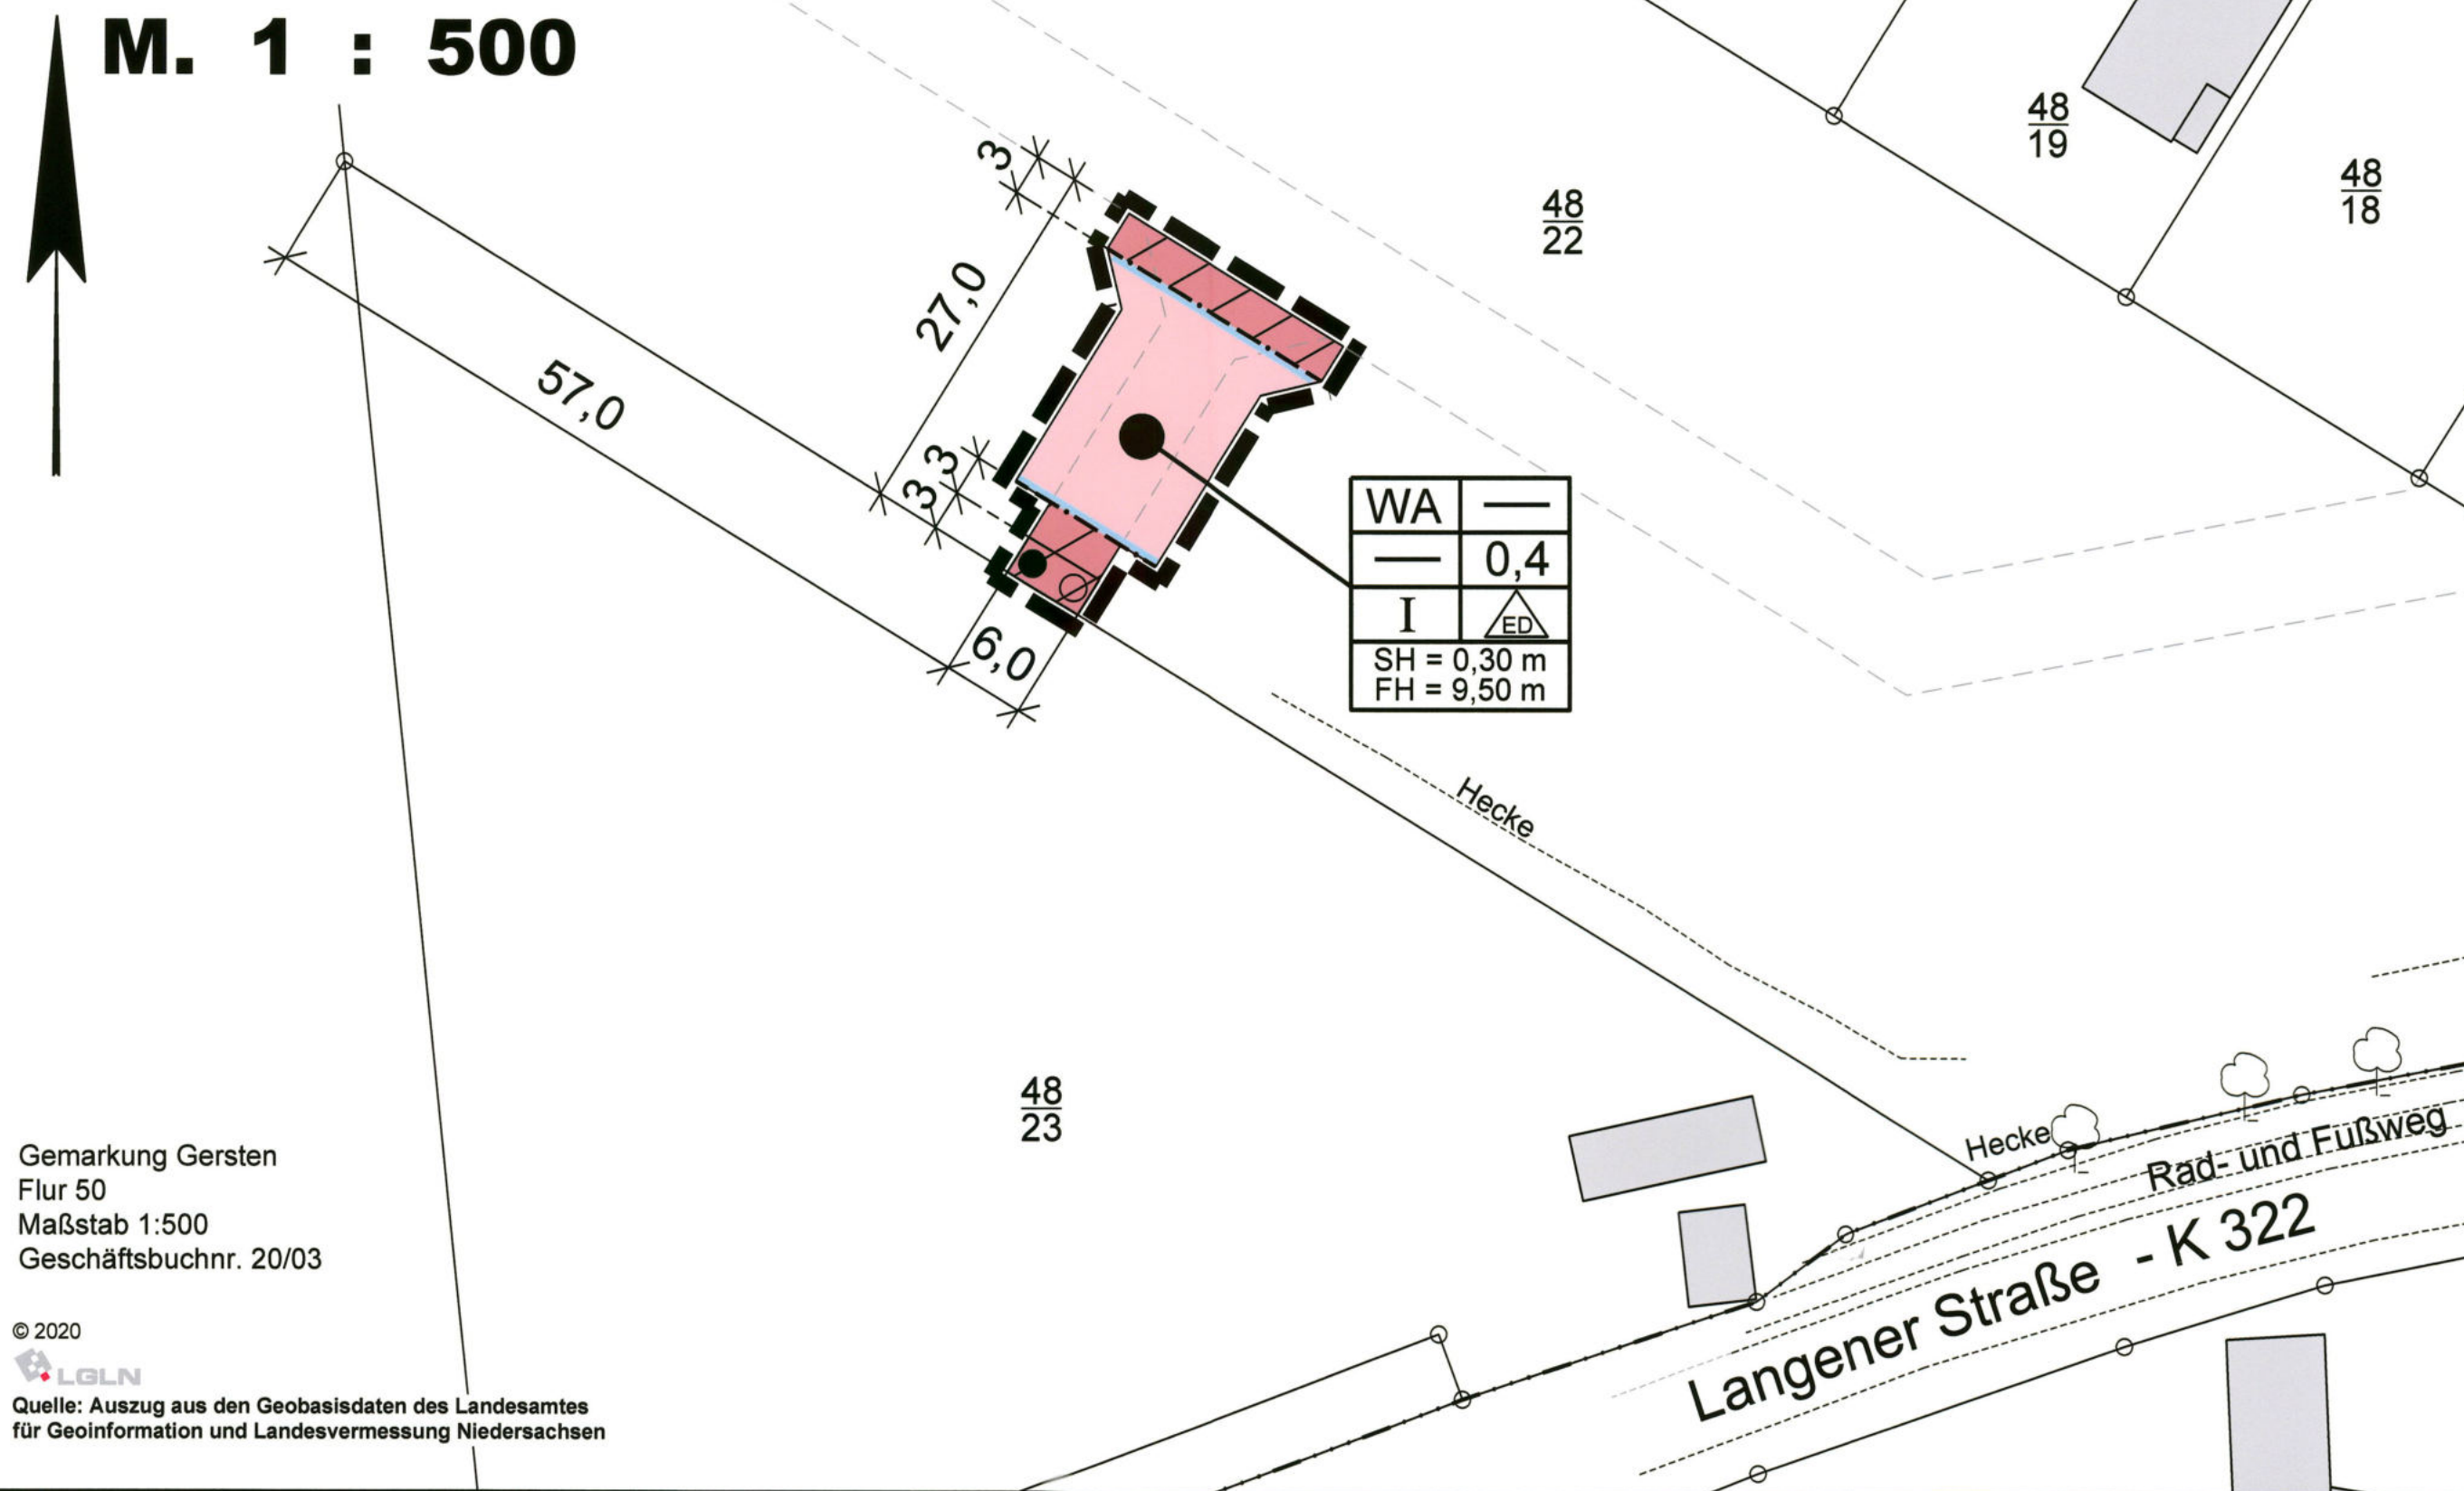 M. 1 : 500
48
19
48
18
48
22
3
27,0
57,0
3
3
6,0
WA —
— 0,4
I ED
SH = 0,30 m
FH = 9,50 m
Hecke
48
23
Hecke
Rad- und Fußweg
Langener Straße - K 322
Gemarkung Gersten
Flur 50
Maßstab 1:500
Geschäftsbuchnr. 20/03
© 2020
LGLN
Quelle: Auszug aus den Geobasisdaten des Landesamtes
für Geoinformation und Landesvermessung Niedersachsen